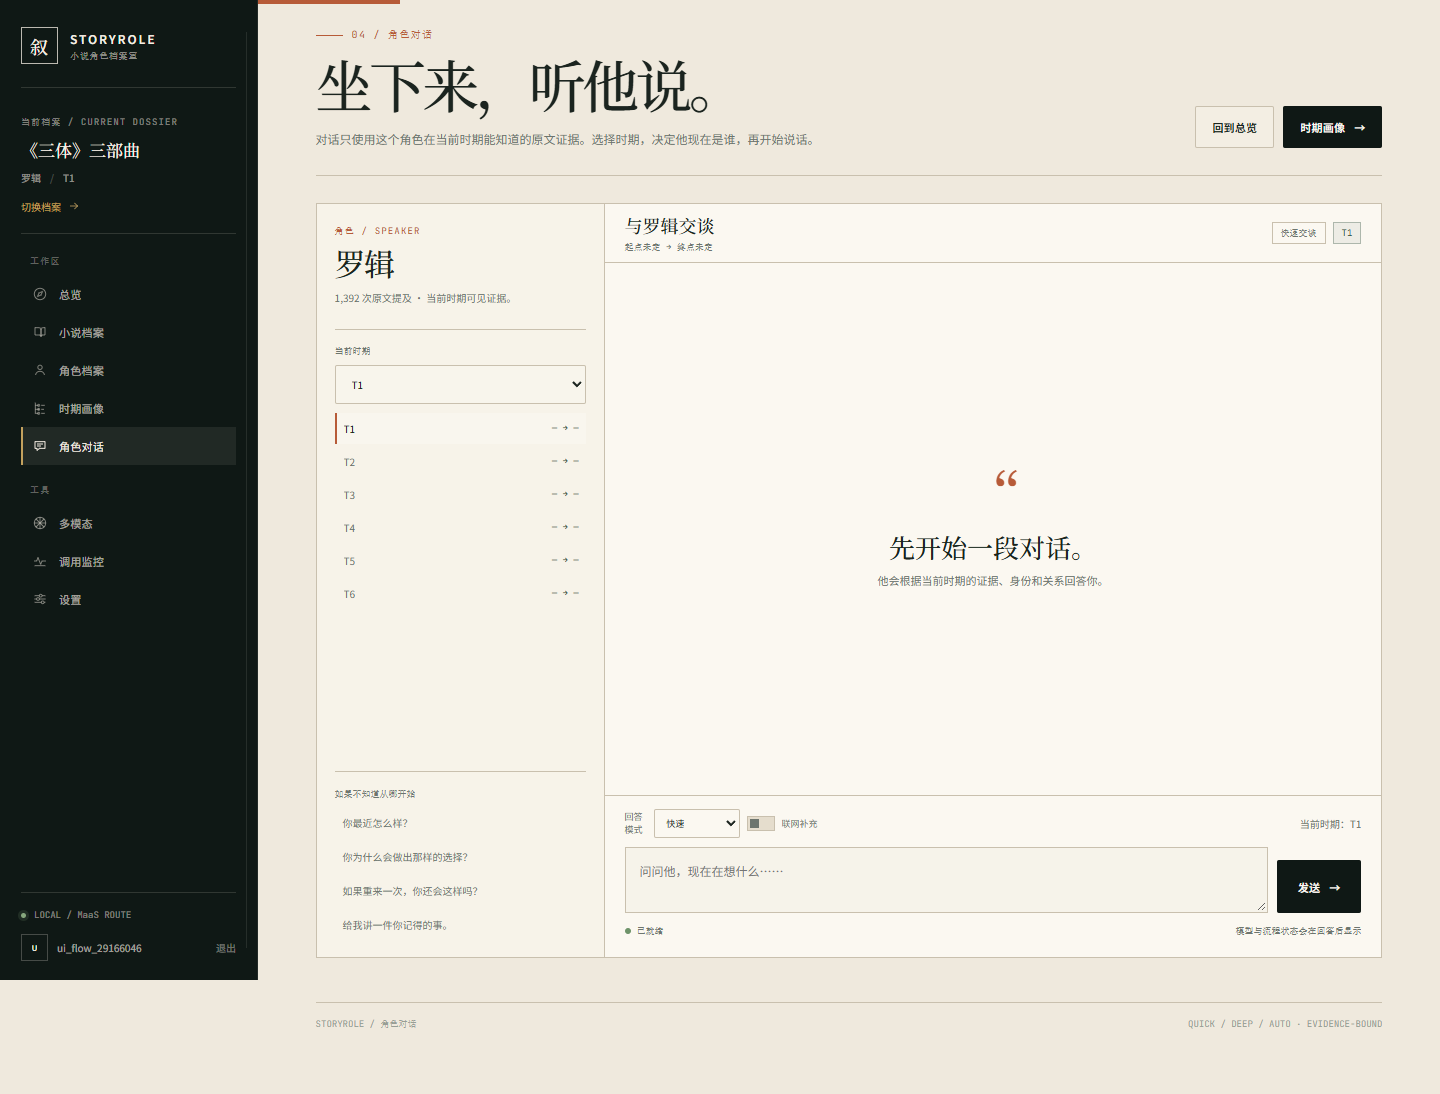 叙
STORYROLE
小说角色档案室
当前档案 / CURRENT DOSSIER
《三体》三部曲
罗辑 / T1
切换档案 →
工作区
总览
小说档案
角色档案
时期画像
角色对话
工具
多模态
调用监控
设置
LOCAL / MaaS ROUTE
U ui_flow_29166046 退出
04 / 角色对话
坐下来，听他说。
对话只使用这个角色在当前时期能知道的原文证据。选择时期，决定他现在是谁，再开始说话。
回到总览
时期画像 →
角色 / SPEAKER
罗辑
1,392 次原文提及 · 当前时期可见证据。
当前时期
T1
T1 — → —
T2 — → —
T3 — → —
T4 — → —
T5 — → —
T6 — → —
如果不知道从哪开始
你最近怎么样？
你为什么会做出那样的选择？
如果重来一次，你还会这样吗？
给我讲一件你记得的事。
与罗辑交谈
起点未定 → 终点未定
快速交谈 T1
“
先开始一段对话。
他会根据当前时期的证据、身份和关系回答你。
回答
模式
快速
联网补充
当前时期：T1
问问他，现在在想什么……
发送 →
已就绪
模型与流程状态会在回答后显示
STORYROLE / 角色对话
QUICK / DEEP / AUTO · EVIDENCE-BOUND